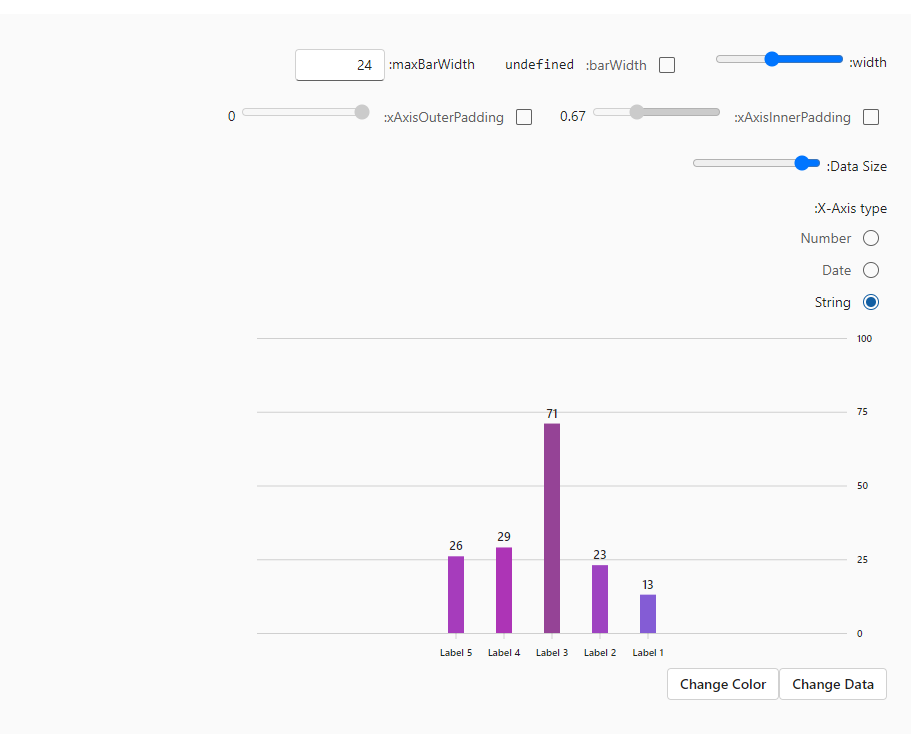 width:
barWidth: undefined
maxBarWidth: 24
xAxisInnerPadding: 0.67
xAxisOuterPadding: 0
Data Size:
X-Axis type:
Number
Date
String
100
75
50
25
0
71
29
26
23
13
Label 5 Label 4 Label 3 Label 2 Label 1
Change Color Change Data